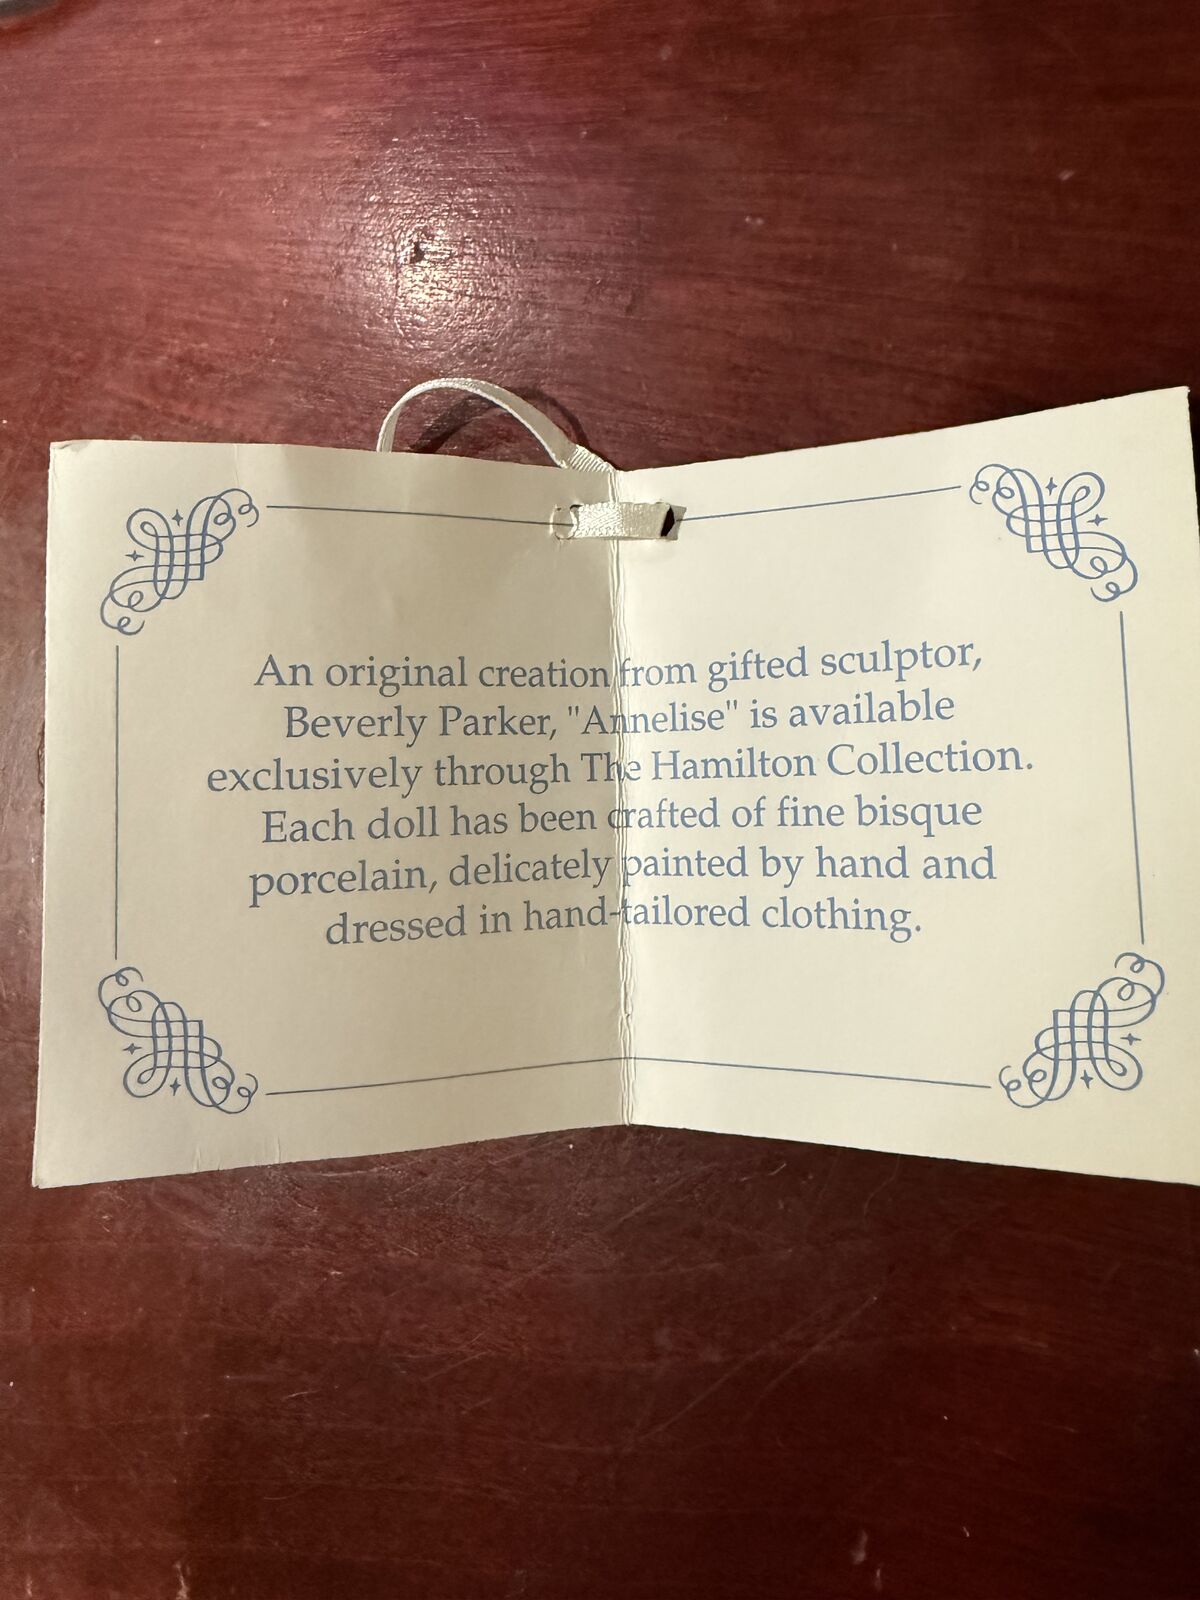 An original creation from gifted sculptor,
Beverly Parker, "Annelise" is available
exclusively through The Hamilton Collection.
Each doll has been crafted of fine bisque
porcelain, delicately painted by hand and
dressed in hand-tailored clothing.